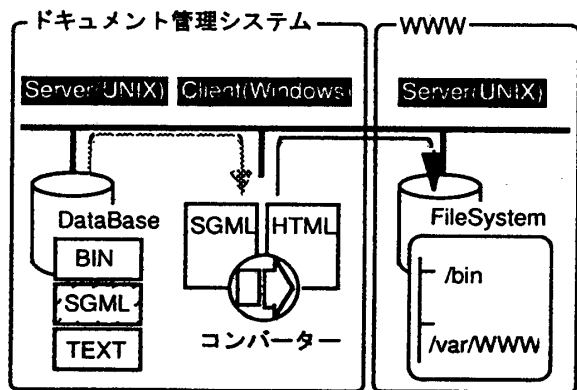 ドキュメント管理システム
WWW
Server(UNIX)
Client(Windows)
Server(UNIX)
DataBase
BIN
SGML
TEXT
SGML
HTML
コンバーター
FileSystem
/bin
/var/WWW